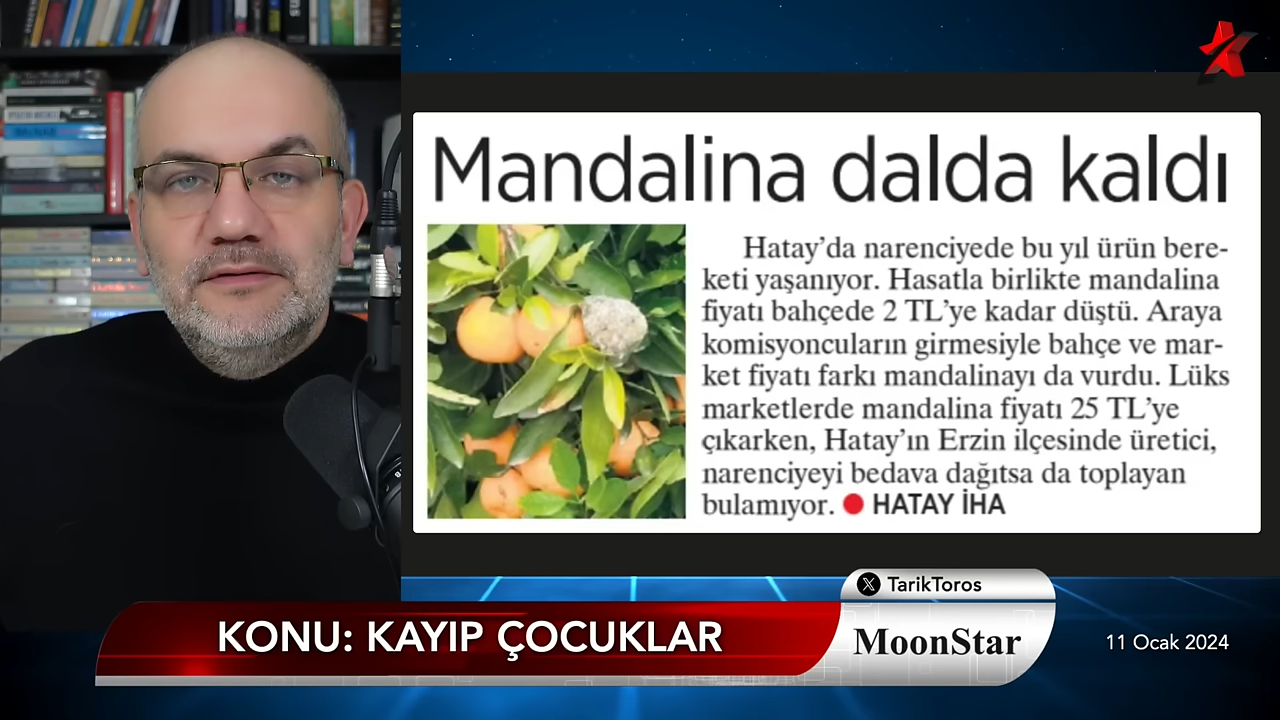 Mandalina dalda kaldı
Hatay'da narenciyede bu yıl ürün bere-
keti yaşanıyor. Hasatla birlikte mandalina
fiyatı bahçede 2 TL'ye kadar düştü. Araya
komisyoncuların girmesiyle bahçe ve mar-
ket fiyatı farkı mandalinayı da vurdu. Lüks
marketlerde mandalina fiyatı 25 TL'ye
çıkarken, Hatay'ın Erzin ilçesinde üretici,
narenciyeyi bedava dağıtsa da toplayan
bulamıyor. HATAY İHA
TarikToros
KONU: KAYIP ÇOCUKLAR
MoonStar
11 Ocak 2024